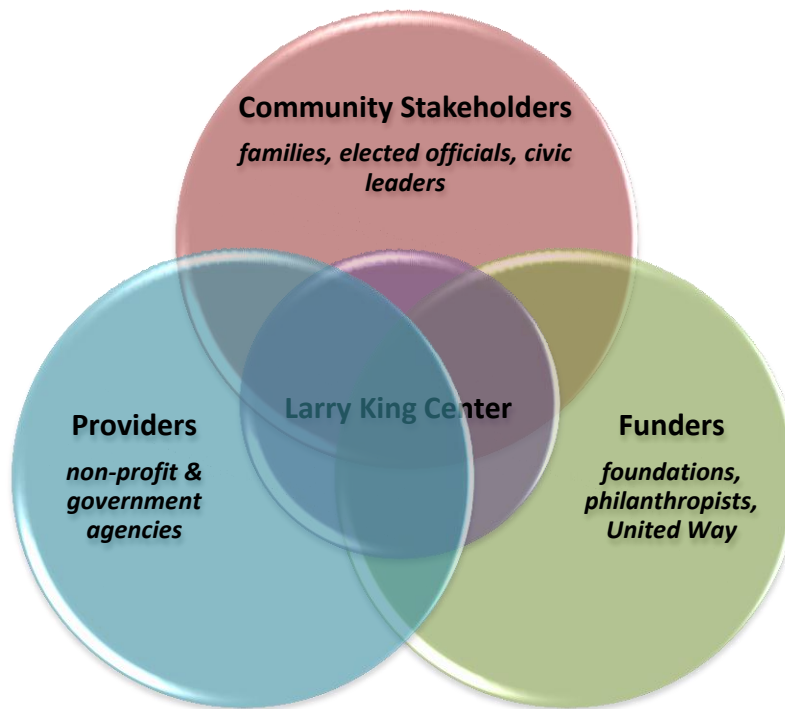 Community Stakeholders
families, elected officials, civic
leaders
Larry King Center
Providers
non-profit &
government
agencies
Funders
foundations,
philanthropists,
United Way